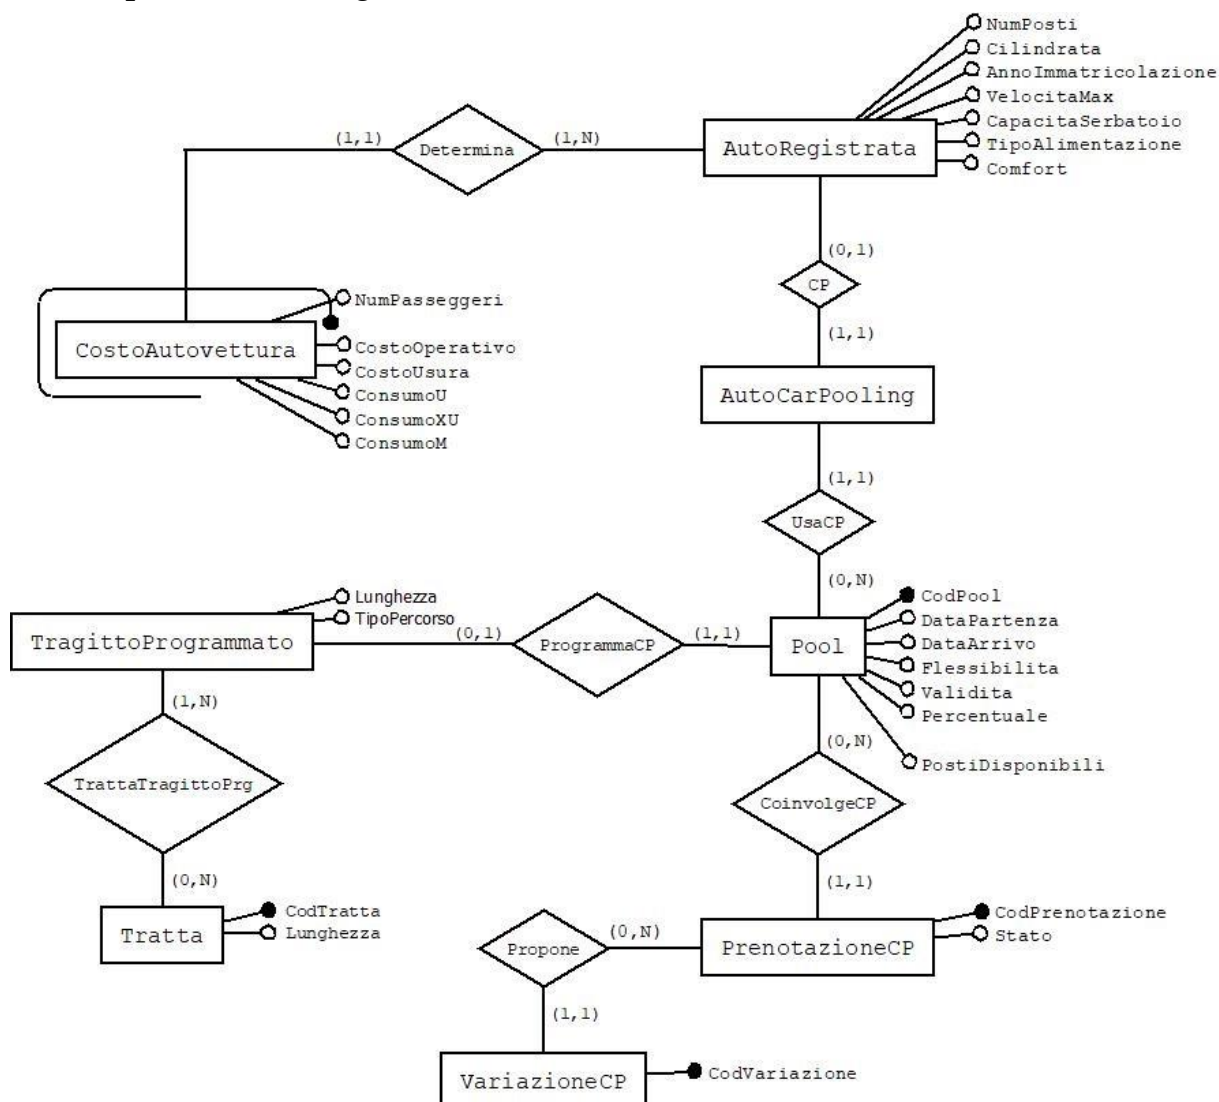 NumPosti
Cilindrata
AnnoImmatricolazione
VelocitaMax
CapacitaSerbatoio
TipoAlimentazione
Comfort
(1,1)
Determina
(1,N)
AutoRegistrata
(0,1)
CP
(1,1)
NumPasseggeri
CostoAutovettura
CostoOperativo
CostoUsura
ConsumoU
ConsumoXU
ConsumoM
AutoCarPooling
(1,1)
UsaCP
(0,N)
Lunghezza
TipoPercorso
TragittoProgrammato
(0,1)
ProgrammaCP
(1,1)
Pool
CodPool
DataPartenza
DataArrivo
Flessibilita
Validita
Percentuale
PostiDisponibili
(1,N)
TrattaTragittoPrg
(0,N)
(0,N)
CoinvolgeCP
(1,1)
Tratta
CodTratta
Lunghezza
Propone
(0,N)
PrenotazioneCP
CodPrenotazione
Stato
(1,1)
VariazioneCP
CodVariazione